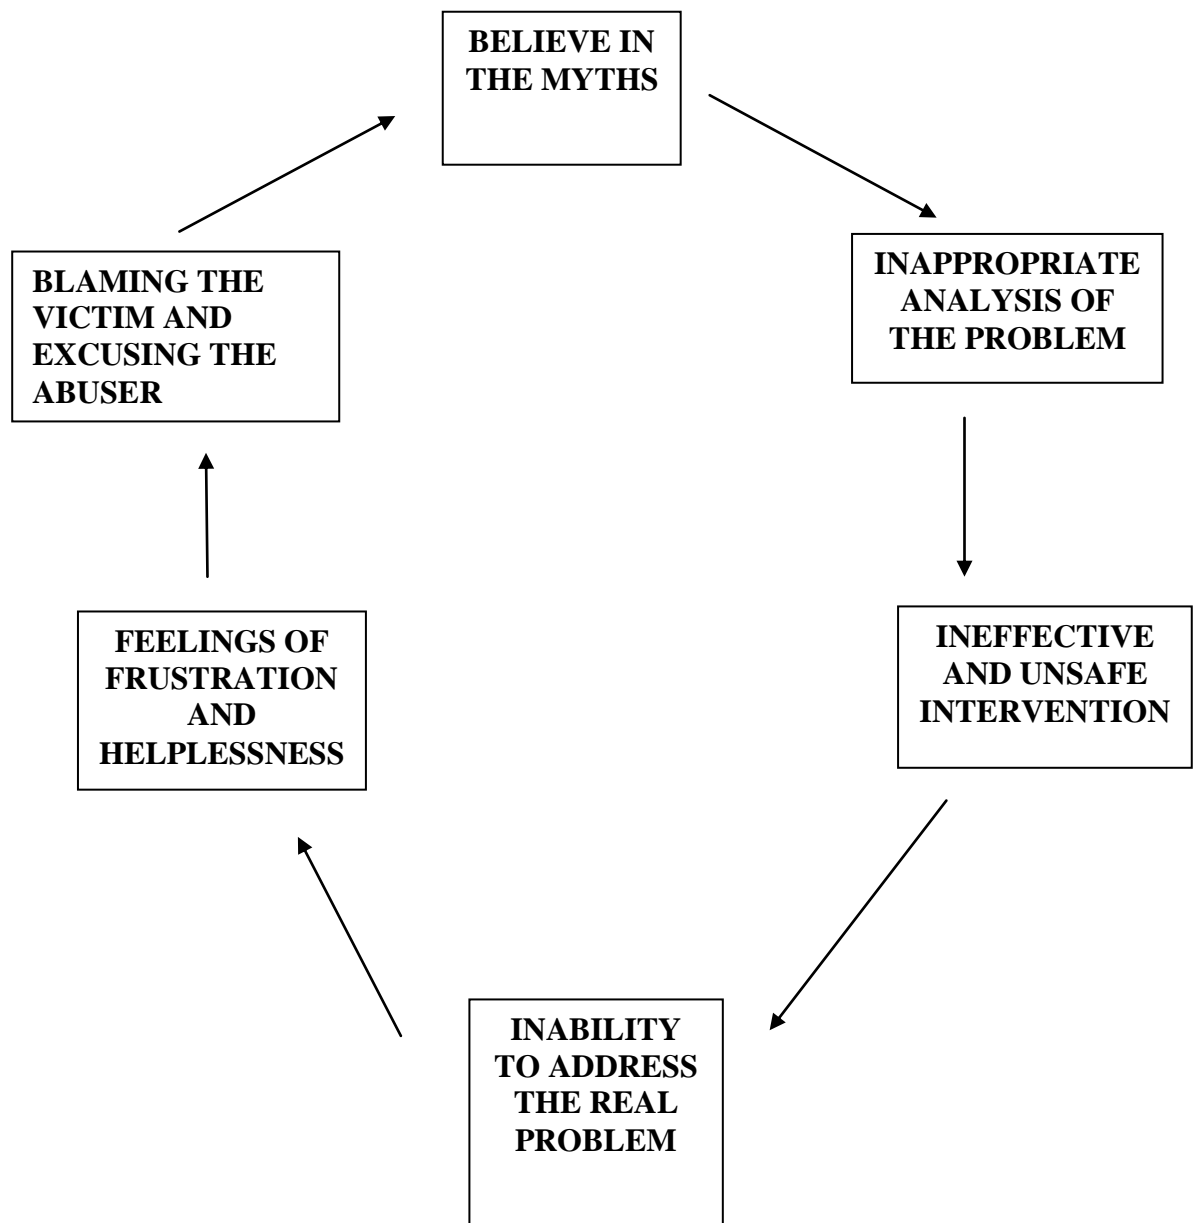 BELIEVE IN
THE MYTHS
INAPPROPRIATE
ANALYSIS OF
THE PROBLEM
INEFFECTIVE
AND UNSAFE
INTERVENTION
INABILITY
TO ADDRESS
THE REAL
PROBLEM
FEELINGS OF
FRUSTRATION
AND
HELPLESSNESS
BLAMING THE
VICTIM AND
EXCUSING THE
ABUSER